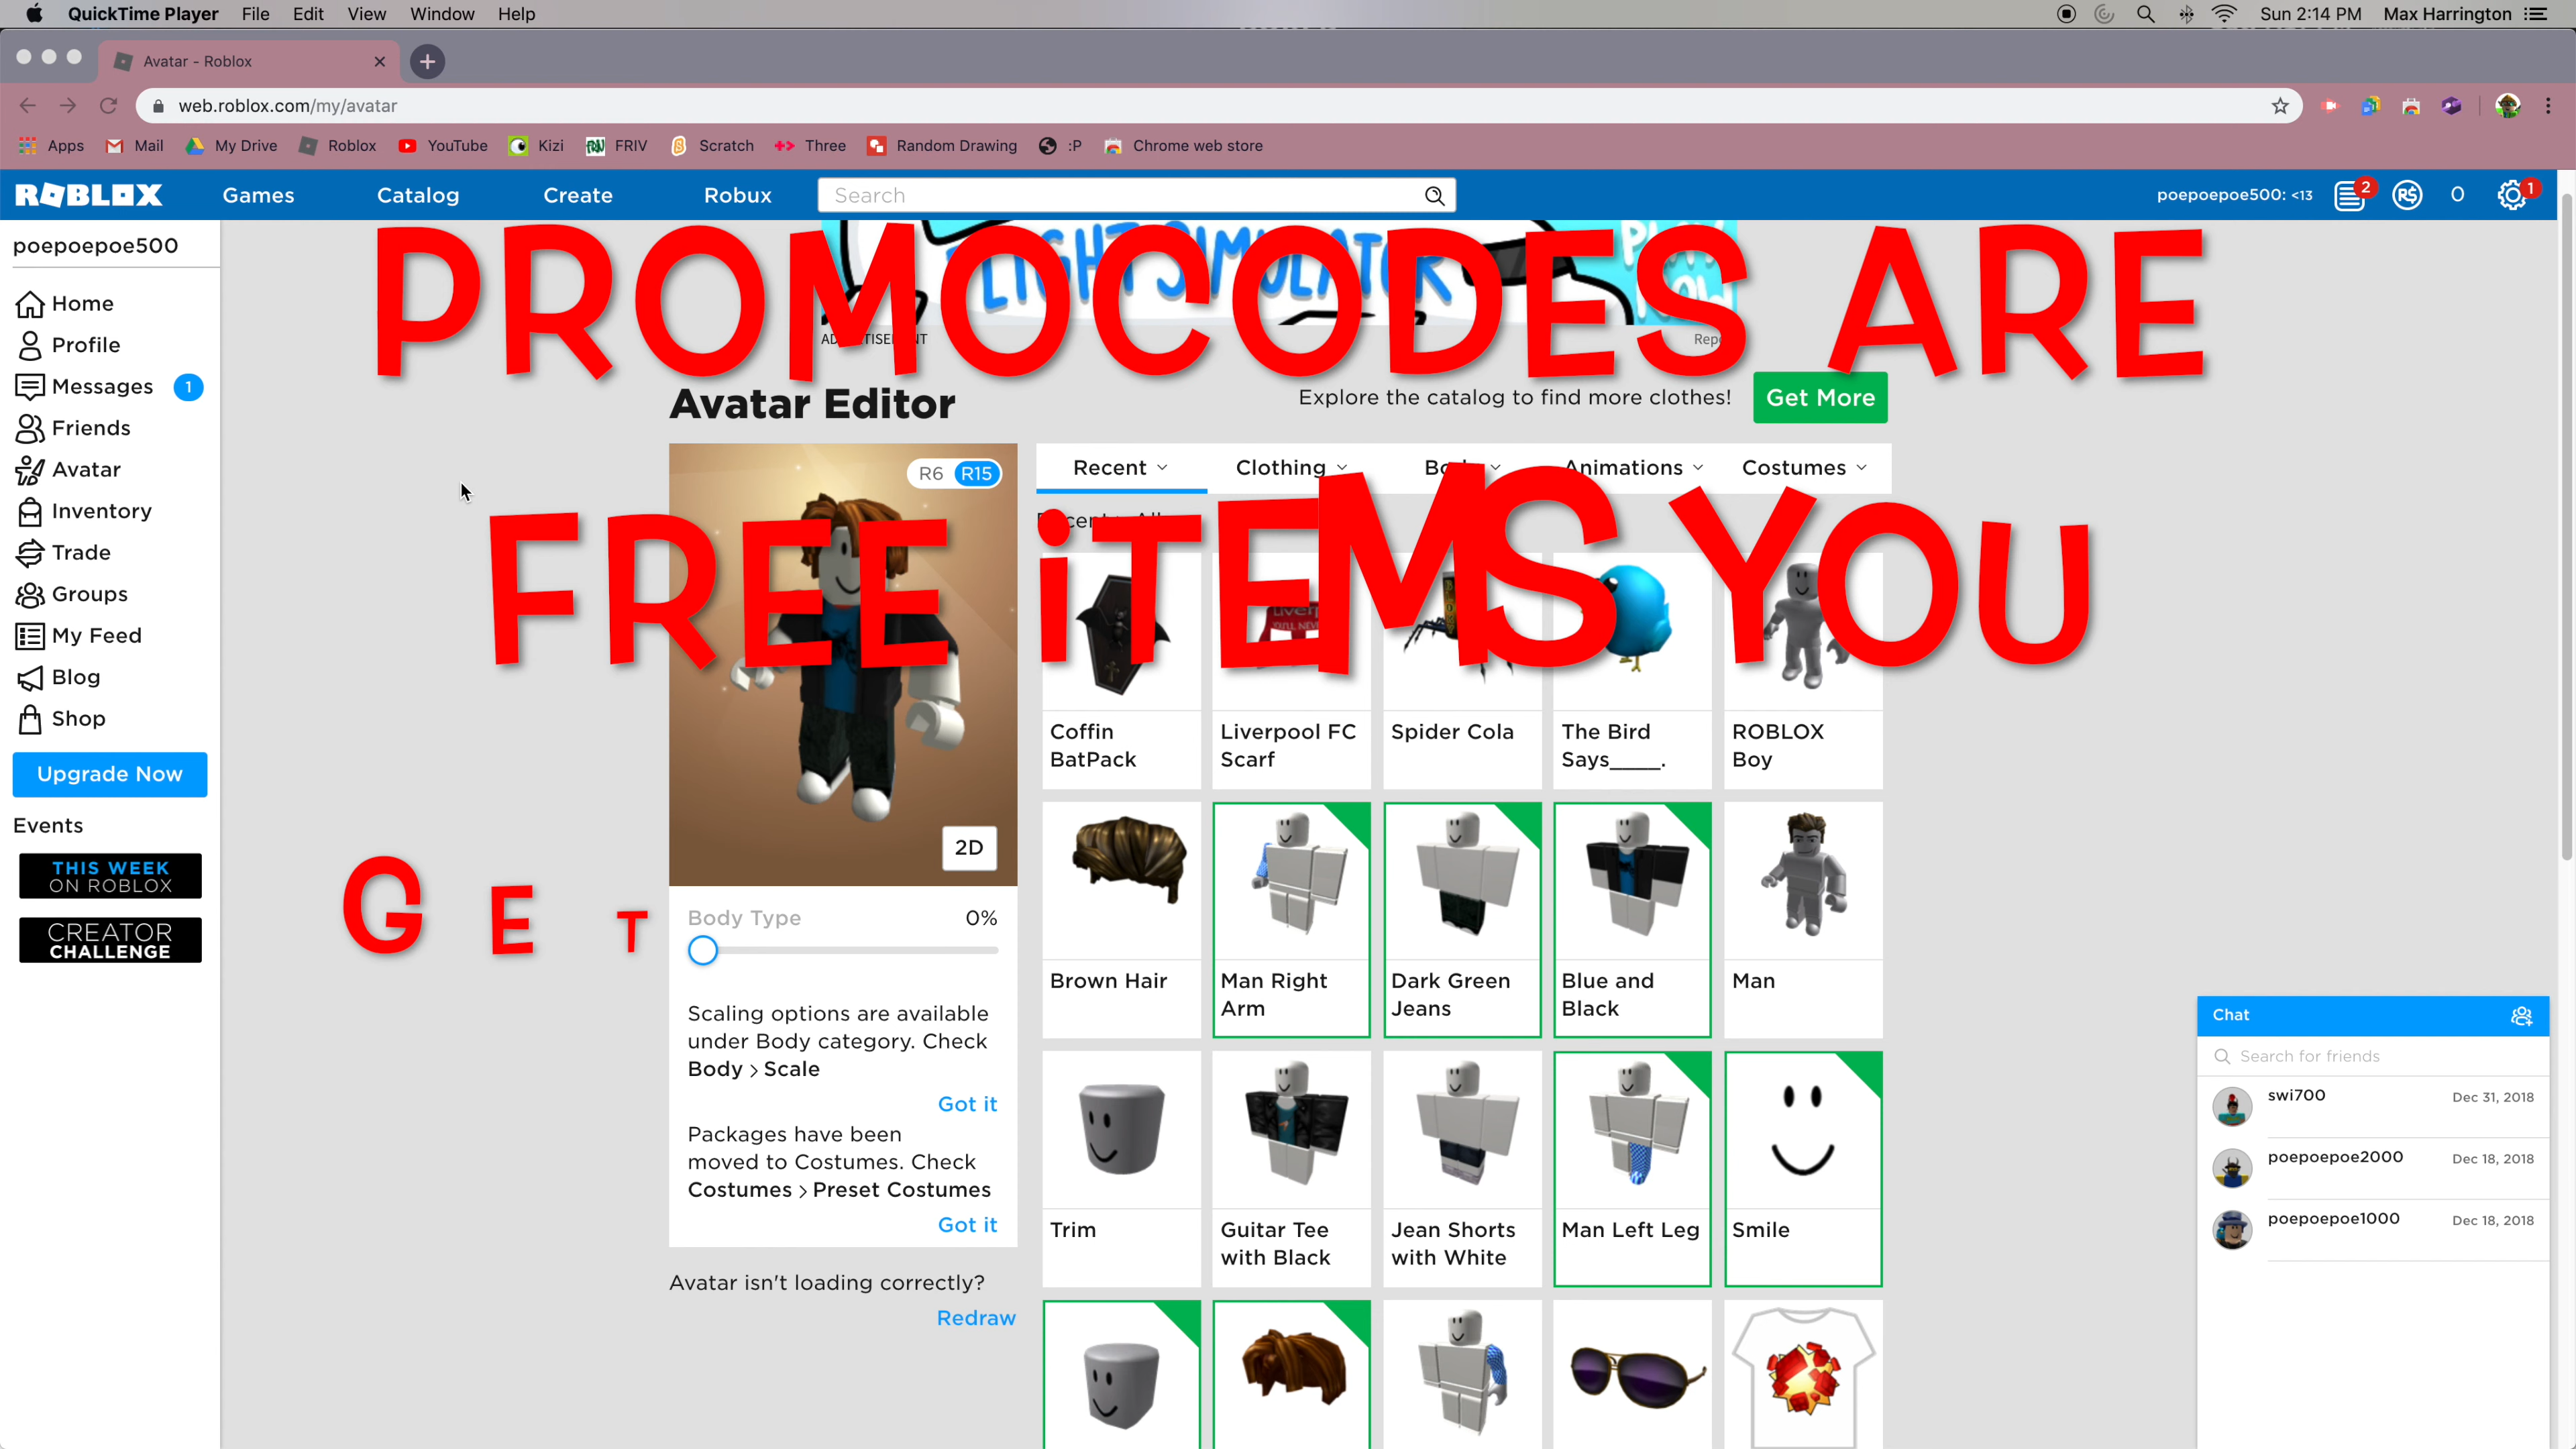 QuickTime Player File Edit View Window Help Sun 2:14 PM Max Harrington
Avatar - Roblox
web.roblox.com/my/avatar
Apps Mail My Drive Roblox YouTube Kizi FRIV Scratch Three Random Drawing :P Chrome web store
ROBLOX Games Catalog Create Robux Search poepoepoe500: <13 2 R$ 0 1
poepoepoe500
Home
Profile
Messages 1
Friends
Avatar
Inventory
Trade
Groups
My Feed
Blog
Shop
Upgrade Now
Events
THIS WEEK
ON ROBLOX
CREATOR
CHALLENGE
PROMOCODES ARE
FREE iTEMS YOU
GET
Avatar Editor
Explore the catalog to find more clothes! Get More
R6 R15
2D
Body Type 0%
Scaling options are available
under Body category. Check
Body > Scale
Got it
Packages have been
moved to Costumes. Check
Costumes > Preset Costumes
Got it
Avatar isn't loading correctly?
Redraw
Recent Clothing Animations Costumes
Coffin
BatPack
Liverpool FC
Scarf
Spider Cola
The Bird
Says____.
ROBLOX
Boy
Brown Hair
Man Right
Arm
Dark Green
Jeans
Blue and
Black
Man
Trim
Guitar Tee
with Black
Jean Shorts
with White
Man Left Leg
Smile
Chat
Search for friends
swi700 Dec 31, 2018
poepoepoe2000 Dec 18, 2018
poepoepoe1000 Dec 18, 2018